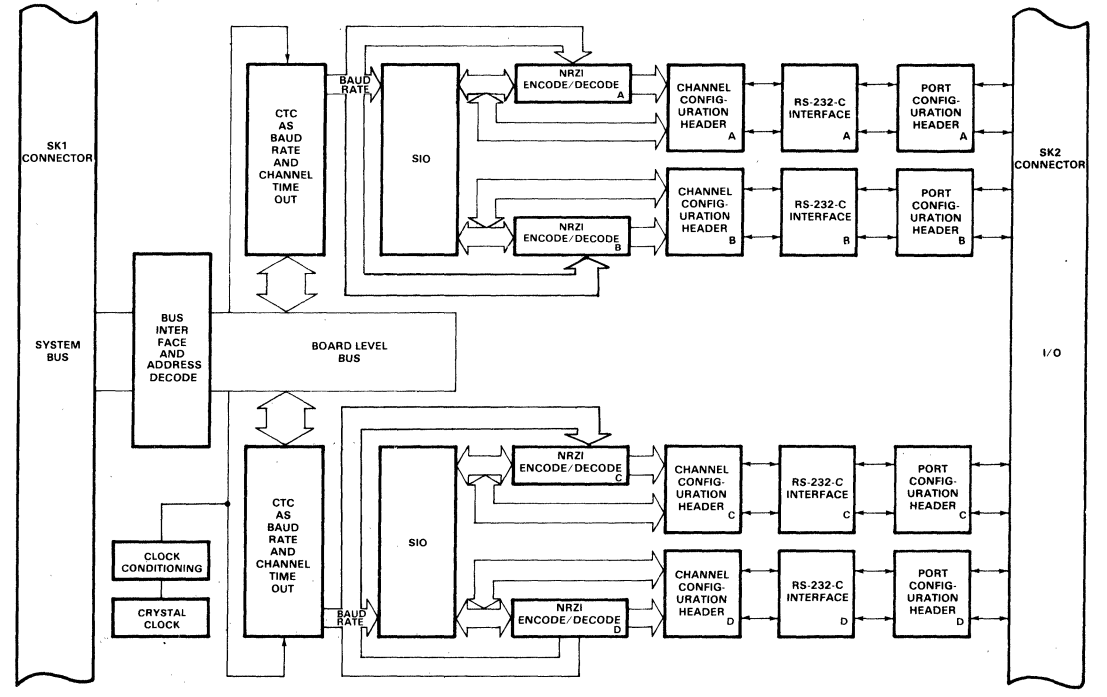 SK1
CONNECTOR
SYSTEM
BUS
BUS
INTER
FACE
AND
ADDRESS
DECODE
CLOCK
CONDITIONING
CRYSTAL
CLOCK
CTC
AS
BAUD
RATE
AND
CHANNEL
TIME
OUT
BAUD
RATE
SIO
NRZI
ENCODE/DECODE
A
CHANNEL
CONFIG-
URATION
HEADER
A
RS-232-C
INTERFACE
A
PORT
CONFIG-
URATION
HEADER
A
NRZI
ENCODE/DECODE
B
CHANNEL
CONFIG-
URATION
HEADER
B
RS-232-C
INTERFACE
B
PORT
CONFIG-
URATION
HEADER
B
BOARD LEVEL
BUS
CTC
AS
BAUD
RATE
AND
CHANNEL
TIME
OUT
BAUD
RATE
SIO
NRZI
ENCODE/DECODE
C
CHANNEL
CONFIG-
URATION
HEADER
C
RS-232-C
INTERFACE
C
PORT
CONFIG-
URATION
HEADER
C
NRZI
ENCODE/DECODE
D
CHANNEL
CONFIG-
URATION
HEADER
D
RS-232-C
INTERFACE
D
PORT
CONFIG-
URATION
HEADER
D
SK2
CONNECTOR
I/O